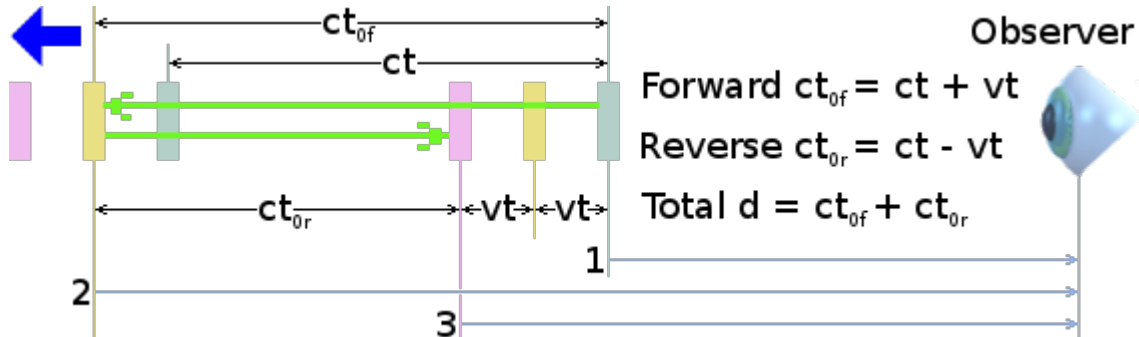 ct₀f
Observer
ct
Forward ct₀f = ct + vt
Reverse ct₀r = ct - vt
ct₀r
vt
vt
Total d = ct₀f + ct₀r
1
2
3